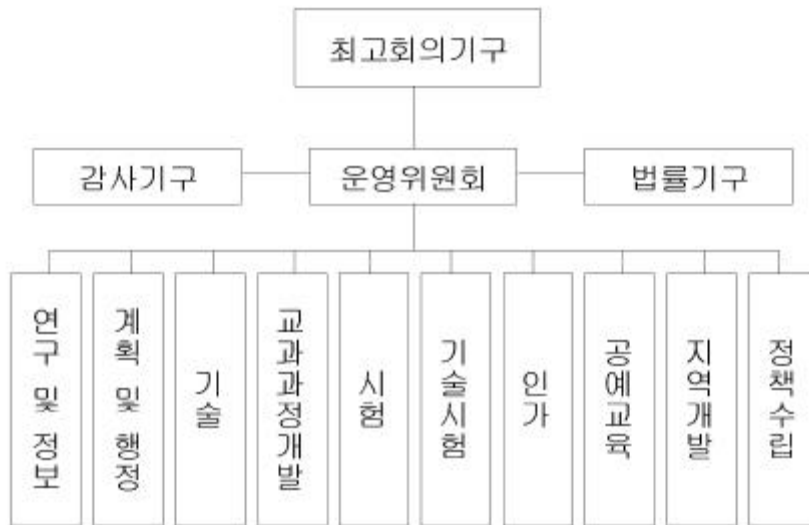 최고회의기구
감사기구
운영위원회
법률기구
연구 및 정보
계획 및 행정
기술
교과과정개발
시험
기술시험
인가
공예교육
지역개발
정책수립